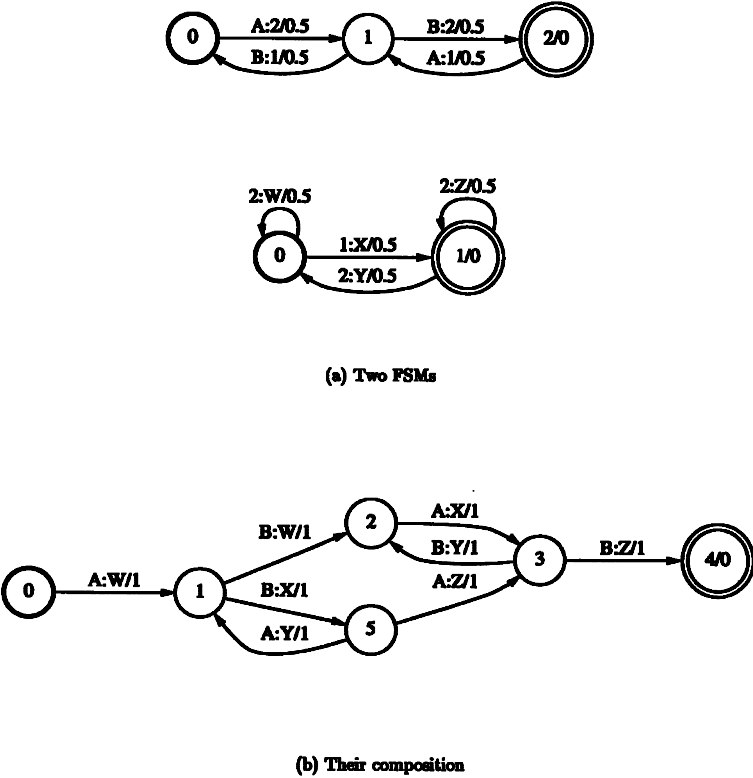 A:2/0.5 B:2/0.5
0 1 2/0
B:1/0.5 A:1/0.5
2:W/0.5 2:Z/0.5
1:X/0.5
0 1/0
2:Y/0.5
(a) Two FSMs
A:X/1
2
B:W/1 B:Y/1 B:Z/1
A:W/1 3 4/0
0 1 B:X/1 A:Z/1
A:Y/1 5
(b) Their composition